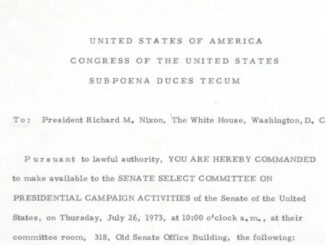 UNITED STATES OF AMERICA
CONGRESS OF THE UNITED STATES
SUBPOENA DUCES TECUM
To: President Richard M. Nixon, The White House, Washington, D. C
Pursuant to lawful authority, YOU ARE HEREBY COMMANDED
to make available to the SENATE SELECT COMMITTEE ON
PRESIDENTIAL CAMPAIGN ACTIVITIES of the Senate of the United
States, on Thursday, July 26, 1973, at 10:00 o'clock a.m., at their
committee room, 318, Old Senate Office Building, the following: